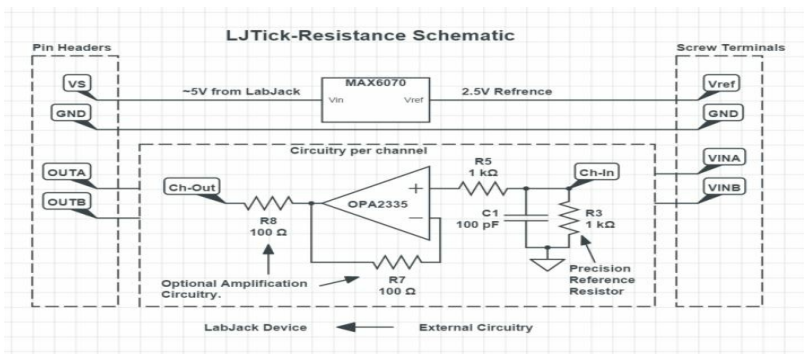 LJTick-Resistance Schematic
Pin Headers
Screw Terminals
VS
~5V from LabJack
MAX6070
Vin
Vref
2.5V Refrence
Vref
GND
GND
Circuitry per channel
OUTA
OUTB
Ch-Out
R8
100 Ω
OPA2335
+
−
R5
1 kΩ
Ch-In
C1
100 pF
R3
1 kΩ
VINA
VINB
R7
100 Ω
Optional Amplification
Circuitry.
Precision
Reference
Resistor
LabJack Device
External Circuitry